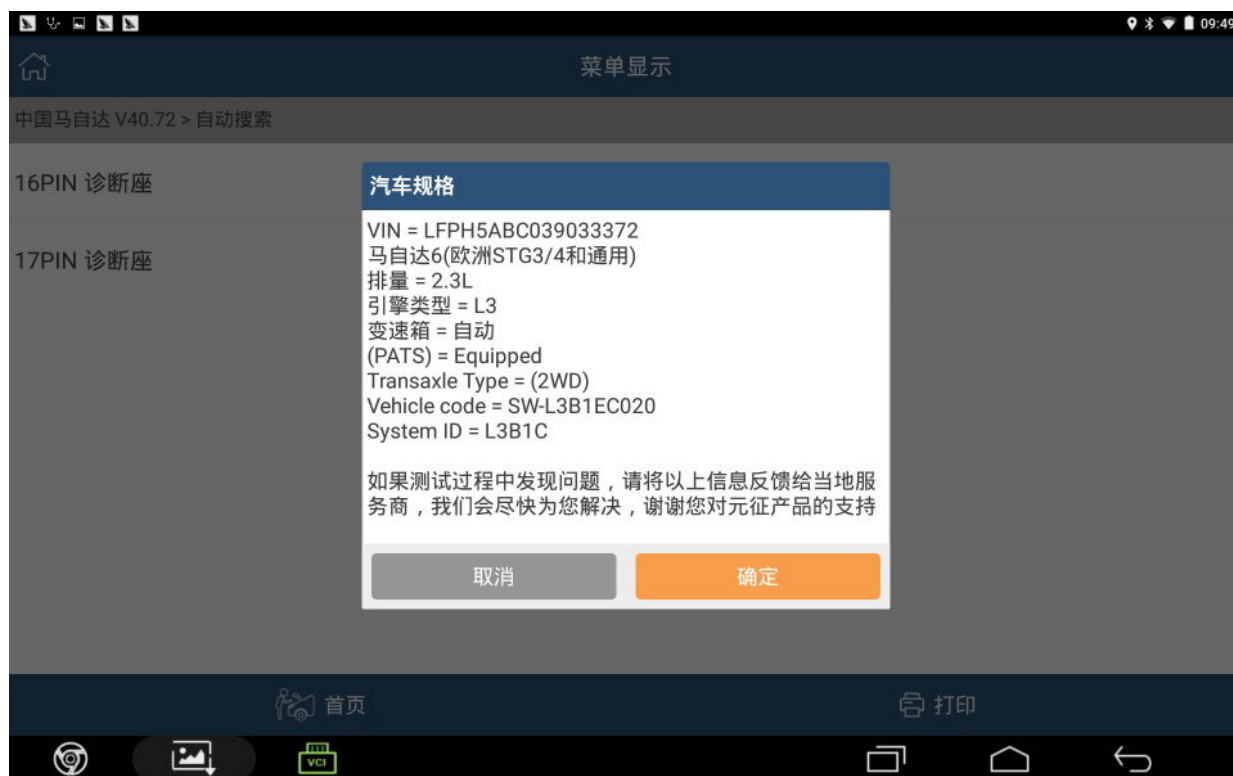 09:49
菜单显示
中国马自达 V40.72 > 自动搜索
16PIN 诊断座
17PIN 诊断座
汽车规格
VIN = LFPH5ABC039033372
马自达6(欧洲STG3/4和通用)
排量 = 2.3L
引擎类型 = L3
变速箱 = 自动
(PATS) = Equipped
Transaxle Type = (2WD)
Vehicle code = SW-L3B1EC020
System ID = L3B1C
如果测试过程中发现问题，请将以上信息反馈给当地服
务商，我们会尽快为您解决，谢谢您对元征产品的支持
取消
确定
首页
打印
VCI